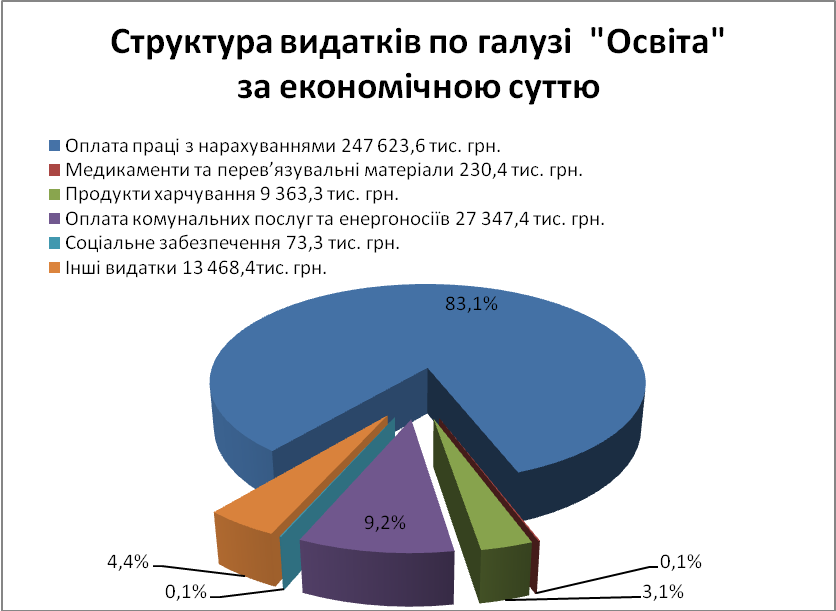 Структура видатків по галузі "Освіта"
за економічною суттю
Оплата праці з нарахуваннями 247 623,6 тис. грн.
Медикаменти та перев’язувальні матеріали 230,4 тис. грн.
Продукти харчування 9 363,3 тис. грн.
Оплата комунальних послуг та енергоносіїв 27 347,4 тис. грн.
Соціальне забезпечення 73,3 тис. грн.
Інші видатки 13 468,4тис. грн.
83,1%
9,2%
4,4%
0,1%
0,1%
3,1%